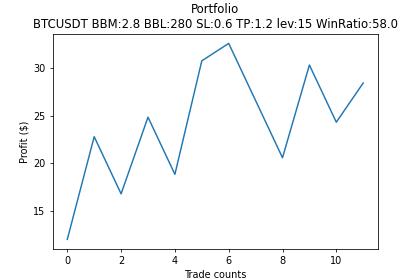 Portfolio
BTCUSDT BBM:2.8 BBL:280 SL:0.6 TP:1.2 lev:15 WinRatio:58.0
30
25
20
15
Profit ($)
0 2 4 6 8 10
Trade counts